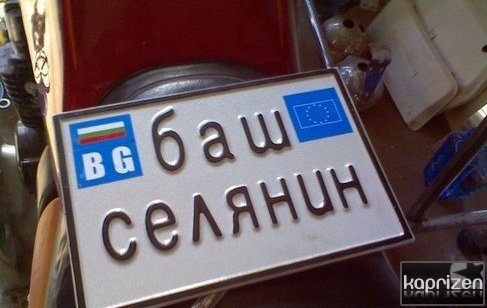 баш
BG
селянин
kaprizen